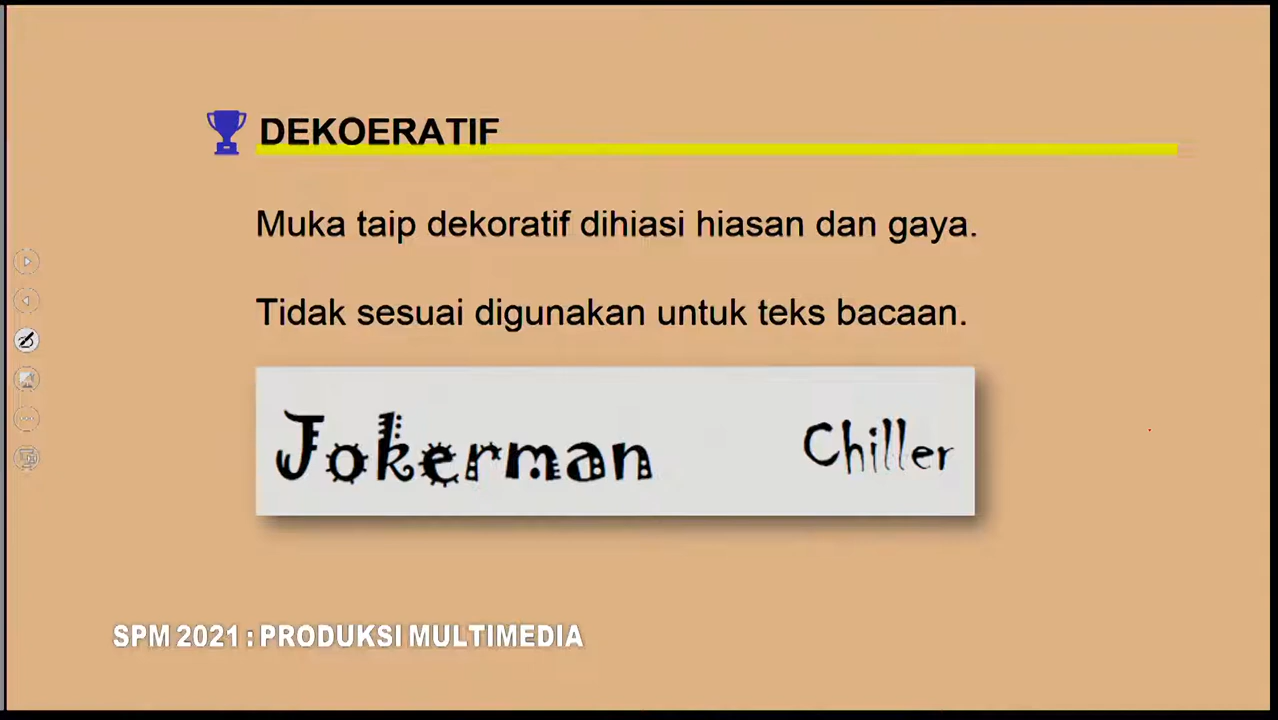 DEKOERATIF
Muka taip dekoratif dihiasi hiasan dan gaya.
Tidak sesuai digunakan untuk teks bacaan.
Jokerman Chiller
SPM 2021 : PRODUKSI MULTIMEDIA